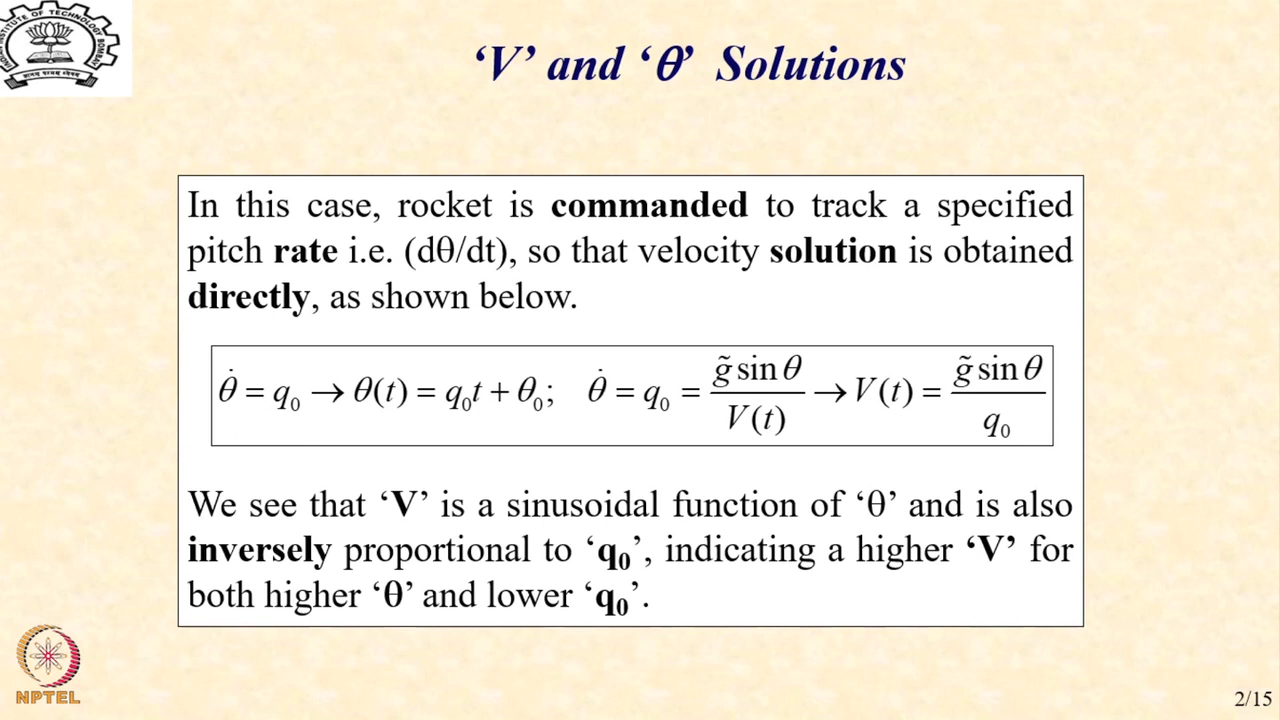 ‘V’ and ‘θ’ Solutions
In this case, rocket is commanded to track a specified
pitch rate i.e. (dθ/dt), so that velocity solution is obtained
directly, as shown below.
θ̇ = q₀ → θ(t) = q₀t + θ₀; θ̇ = q₀ = g̃ sin θ / V(t) → V(t) = g̃ sin θ / q₀
We see that ‘V’ is a sinusoidal function of ‘θ’ and is also
inversely proportional to ‘q₀’, indicating a higher ‘V’ for
both higher ‘θ’ and lower ‘q₀’.
NPTEL
2/15